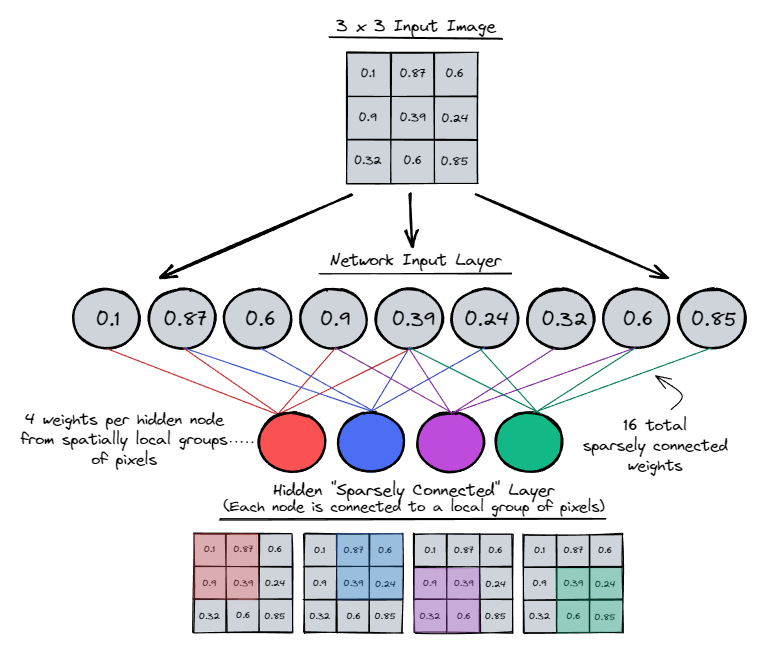 3 x 3 Input Image
0.1 0.87 0.6
0.9 0.39 0.24
0.32 0.6 0.85
Network Input Layer
0.1 0.87 0.6 0.9 0.39 0.24 0.32 0.6 0.85
4 weights per hidden node
from spatially local groups.....
of pixels
16 total
sparsely connected
weights
Hidden "Sparsely Connected" Layer
(Each node is connected to a local group of pixels)
0.1 0.87 0.6
0.9 0.39 0.24
0.32 0.6 0.85
0.1 0.87 0.6
0.9 0.39 0.24
0.32 0.6 0.85
0.1 0.87 0.6
0.9 0.39 0.24
0.32 0.6 0.85
0.1 0.87 0.6
0.9 0.39 0.24
0.32 0.6 0.85